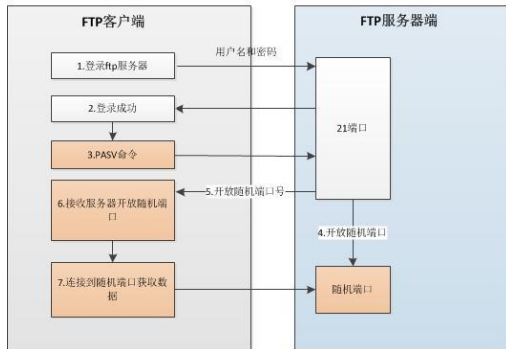 FTP客户端
FTP服务器端
用户名和密码
1.登录ftp服务器
2.登录成功
21端口
3.PASV命令
5.开放随机端口号
6.接收服务器开放随机端
口
4.开放随机端口
7.连接到随机端口获取数
据
随机端口